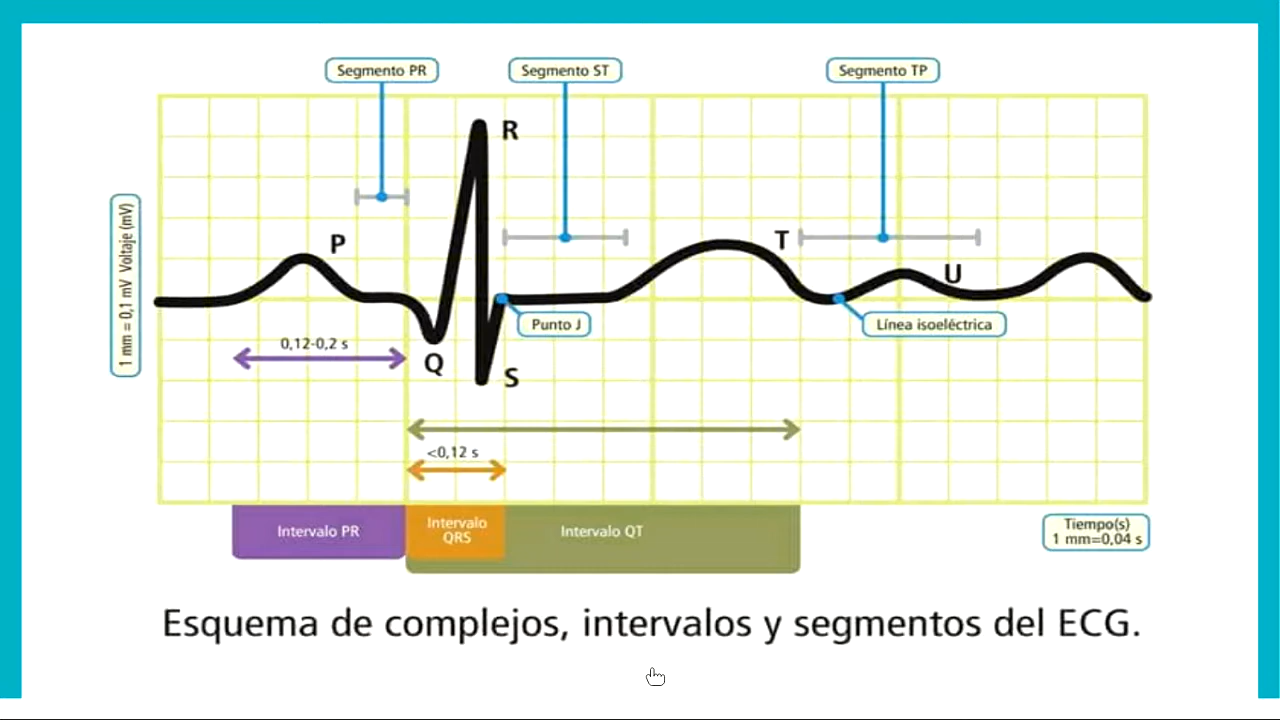 Segmento PR
Segmento ST
Segmento TP
R
P
T
U
1 mm = 0,1 mV Voltaje (mV)
Punto J
Línea isoeléctrica
0,12-0,2 s
Q
S
<0,12 s
Intervalo PR
Intervalo
QRS
Intervalo QT
Tiempo(s)
1 mm=0,04 s
Esquema de complejos, intervalos y segmentos del ECG.